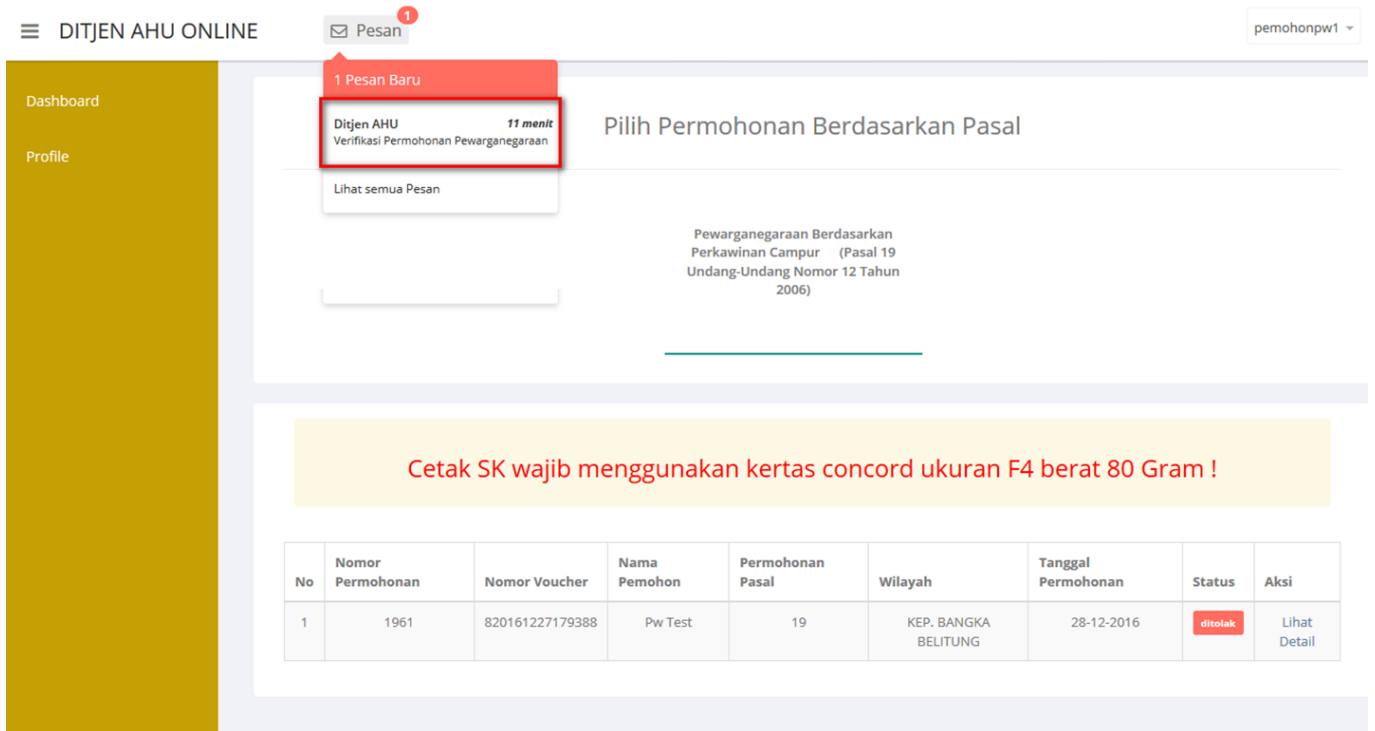 DITJEN AHU ONLINE
Pesan
1
pemohonpw1
Dashboard
Profile
1 Pesan Baru
Ditjen AHU 11 menit
Verifikasi Permohonan Pewarganegaraan
Lihat semua Pesan
Pilih Permohonan Berdasarkan Pasal
Pewarganegaraan Berdasarkan
Perkawinan Campur (Pasal 19
Undang-Undang Nomor 12 Tahun
2006)
Cetak SK wajib menggunakan kertas concord ukuran F4 berat 80 Gram !
No
Nomor
Permohonan
Nomor Voucher
Nama
Pemohon
Permohonan
Pasal
Wilayah
Tanggal
Permohonan
Status
Aksi
1
1961
820161227179388
Pw Test
19
KEP. BANGKA
BELITUNG
28-12-2016
ditolak
Lihat
Detail